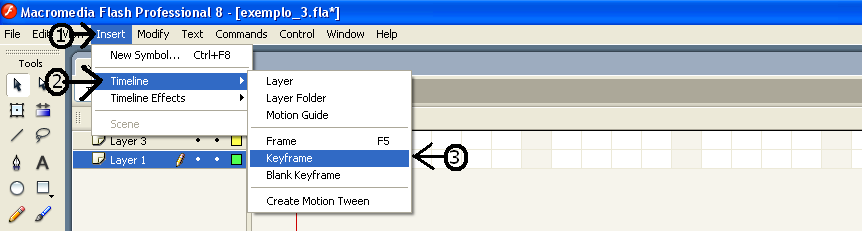 Macromedia Flash Professional 8 - [exemplo_3.fla*]
1
File Edit Insert Modify Text Commands Control Window Help
New Symbol... Ctrl+F8
Tools
2
Timeline
Timeline Effects
Scene
Layer
Layer Folder
Motion Guide
Frame F5
Keyframe
3
Blank Keyframe
Create Motion Tween
Layer 3
Layer 1
A